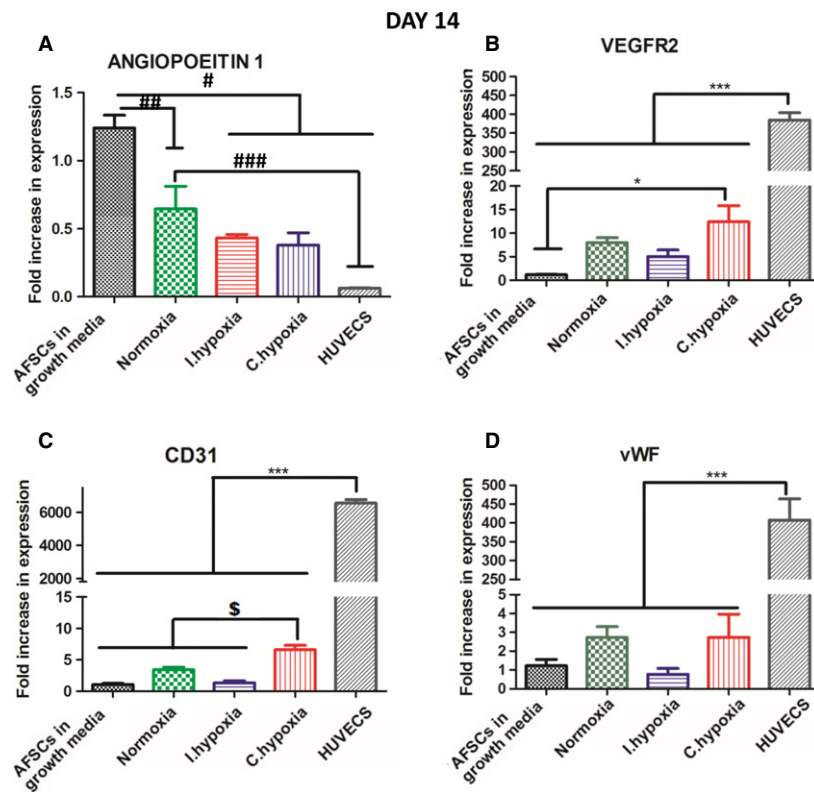 DAY 14
A
ANGIOPOEITIN 1
Fold increase in expression
1.5
1.0
0.5
0.0
#
##
###
AFSCs in
growth media
Normoxia
I.hypoxia
C.hypoxia
HUVECS
B
VEGFR2
Fold increase in expression
500
450
400
350
300
250
20
15
10
5
0
***
*
AFSCs in
growth media
Normoxia
I.hypoxia
C.hypoxia
HUVECS
C
CD31
Fold increase in expression
6000
4000
2000
15
10
5
0
***
$
AFSCs in
growth media
Normoxia
I.hypoxia
C.hypoxia
HUVECS
D
vWF
Fold increase in expression
500
450
400
350
300
250
5
4
3
2
1
0
***
AFSCs in
growth media
Normoxia
I.hypoxia
C.hypoxia
HUVECS